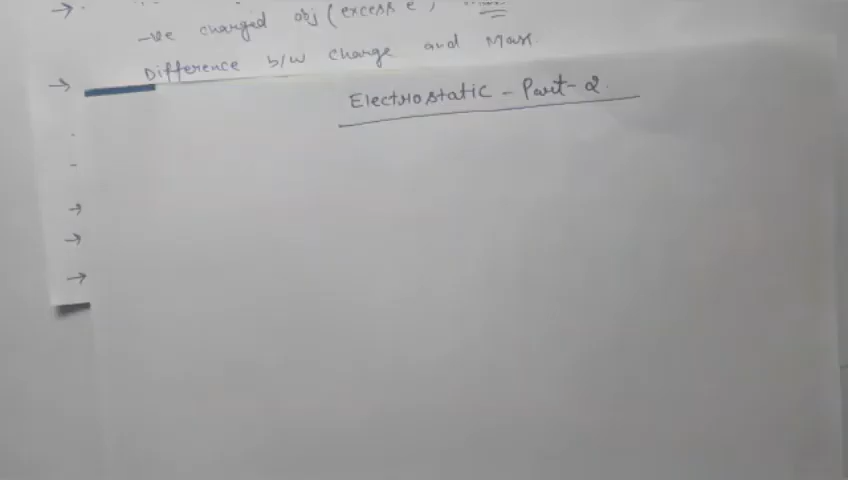 → -ve charged obj (excess e
→ Difference b/w charge and Mass.
Electrostatic - Part-2.
→
→
→